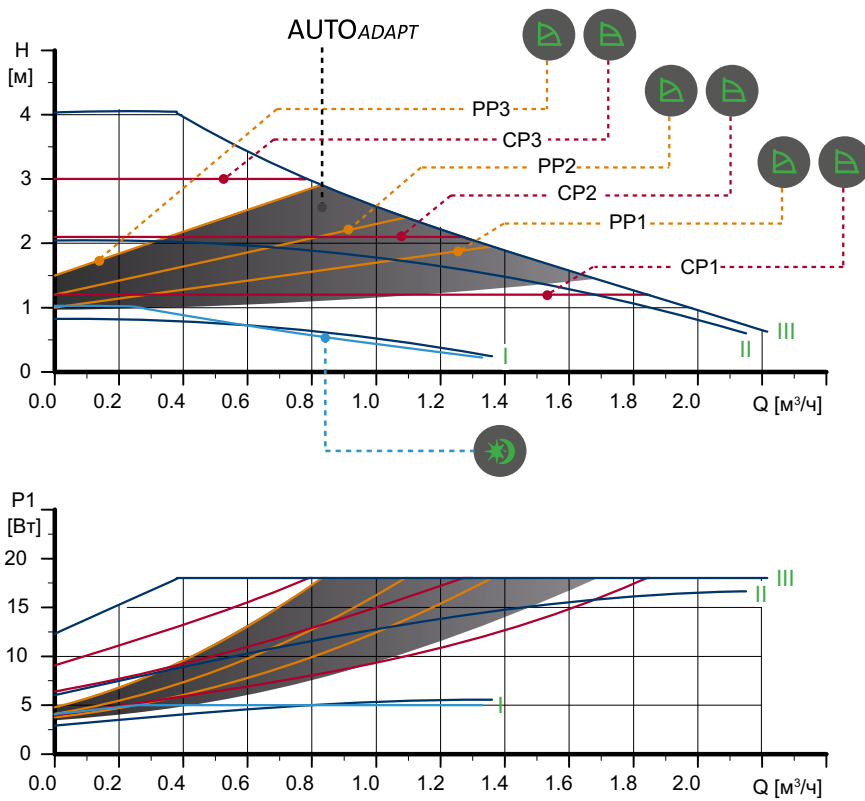 AUTOADAPT
H
[м]
PP3
CP3
PP2
CP2
PP1
CP1
4
3
2
1
0
I
II
III
0.0 0.2 0.4 0.6 0.8 1.0 1.2 1.4 1.6 1.8 2.0 Q [м³/ч]
P1
[Вт]
20
15
10
5
0
III
II
I
0.0 0.2 0.4 0.6 0.8 1.0 1.2 1.4 1.6 1.8 2.0 Q [м³/ч]